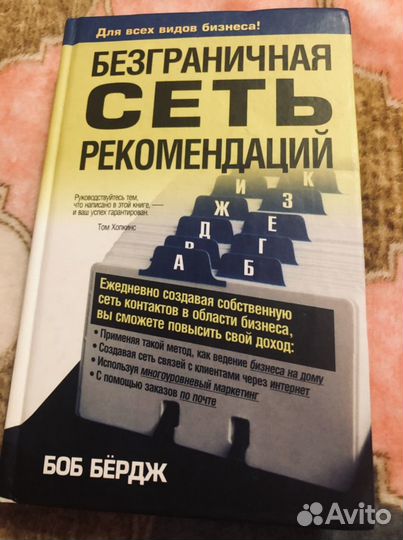 Для всех видов бизнеса!
БЕЗГРАНИЧНАЯ
СЕТЬ
РЕКОМЕНДАЦИЙ
Руководствуйтесь тем,
что написано в этой книге, —
и ваш успех гарантирован.
Том Хопкинс
К
И
З
Ж
Е
Д
Г
В
Б
А
Ежедневно создавая собственную
сеть контактов в области бизнеса,
вы сможете повысить свой доход:
• Применяя такой метод, как ведение бизнеса на дому
• Создавая сеть связей с клиентами через интернет
• Используя многоуровневый маркетинг
• С помощью заказов по почте
БОБ БЁРДЖ
Avito